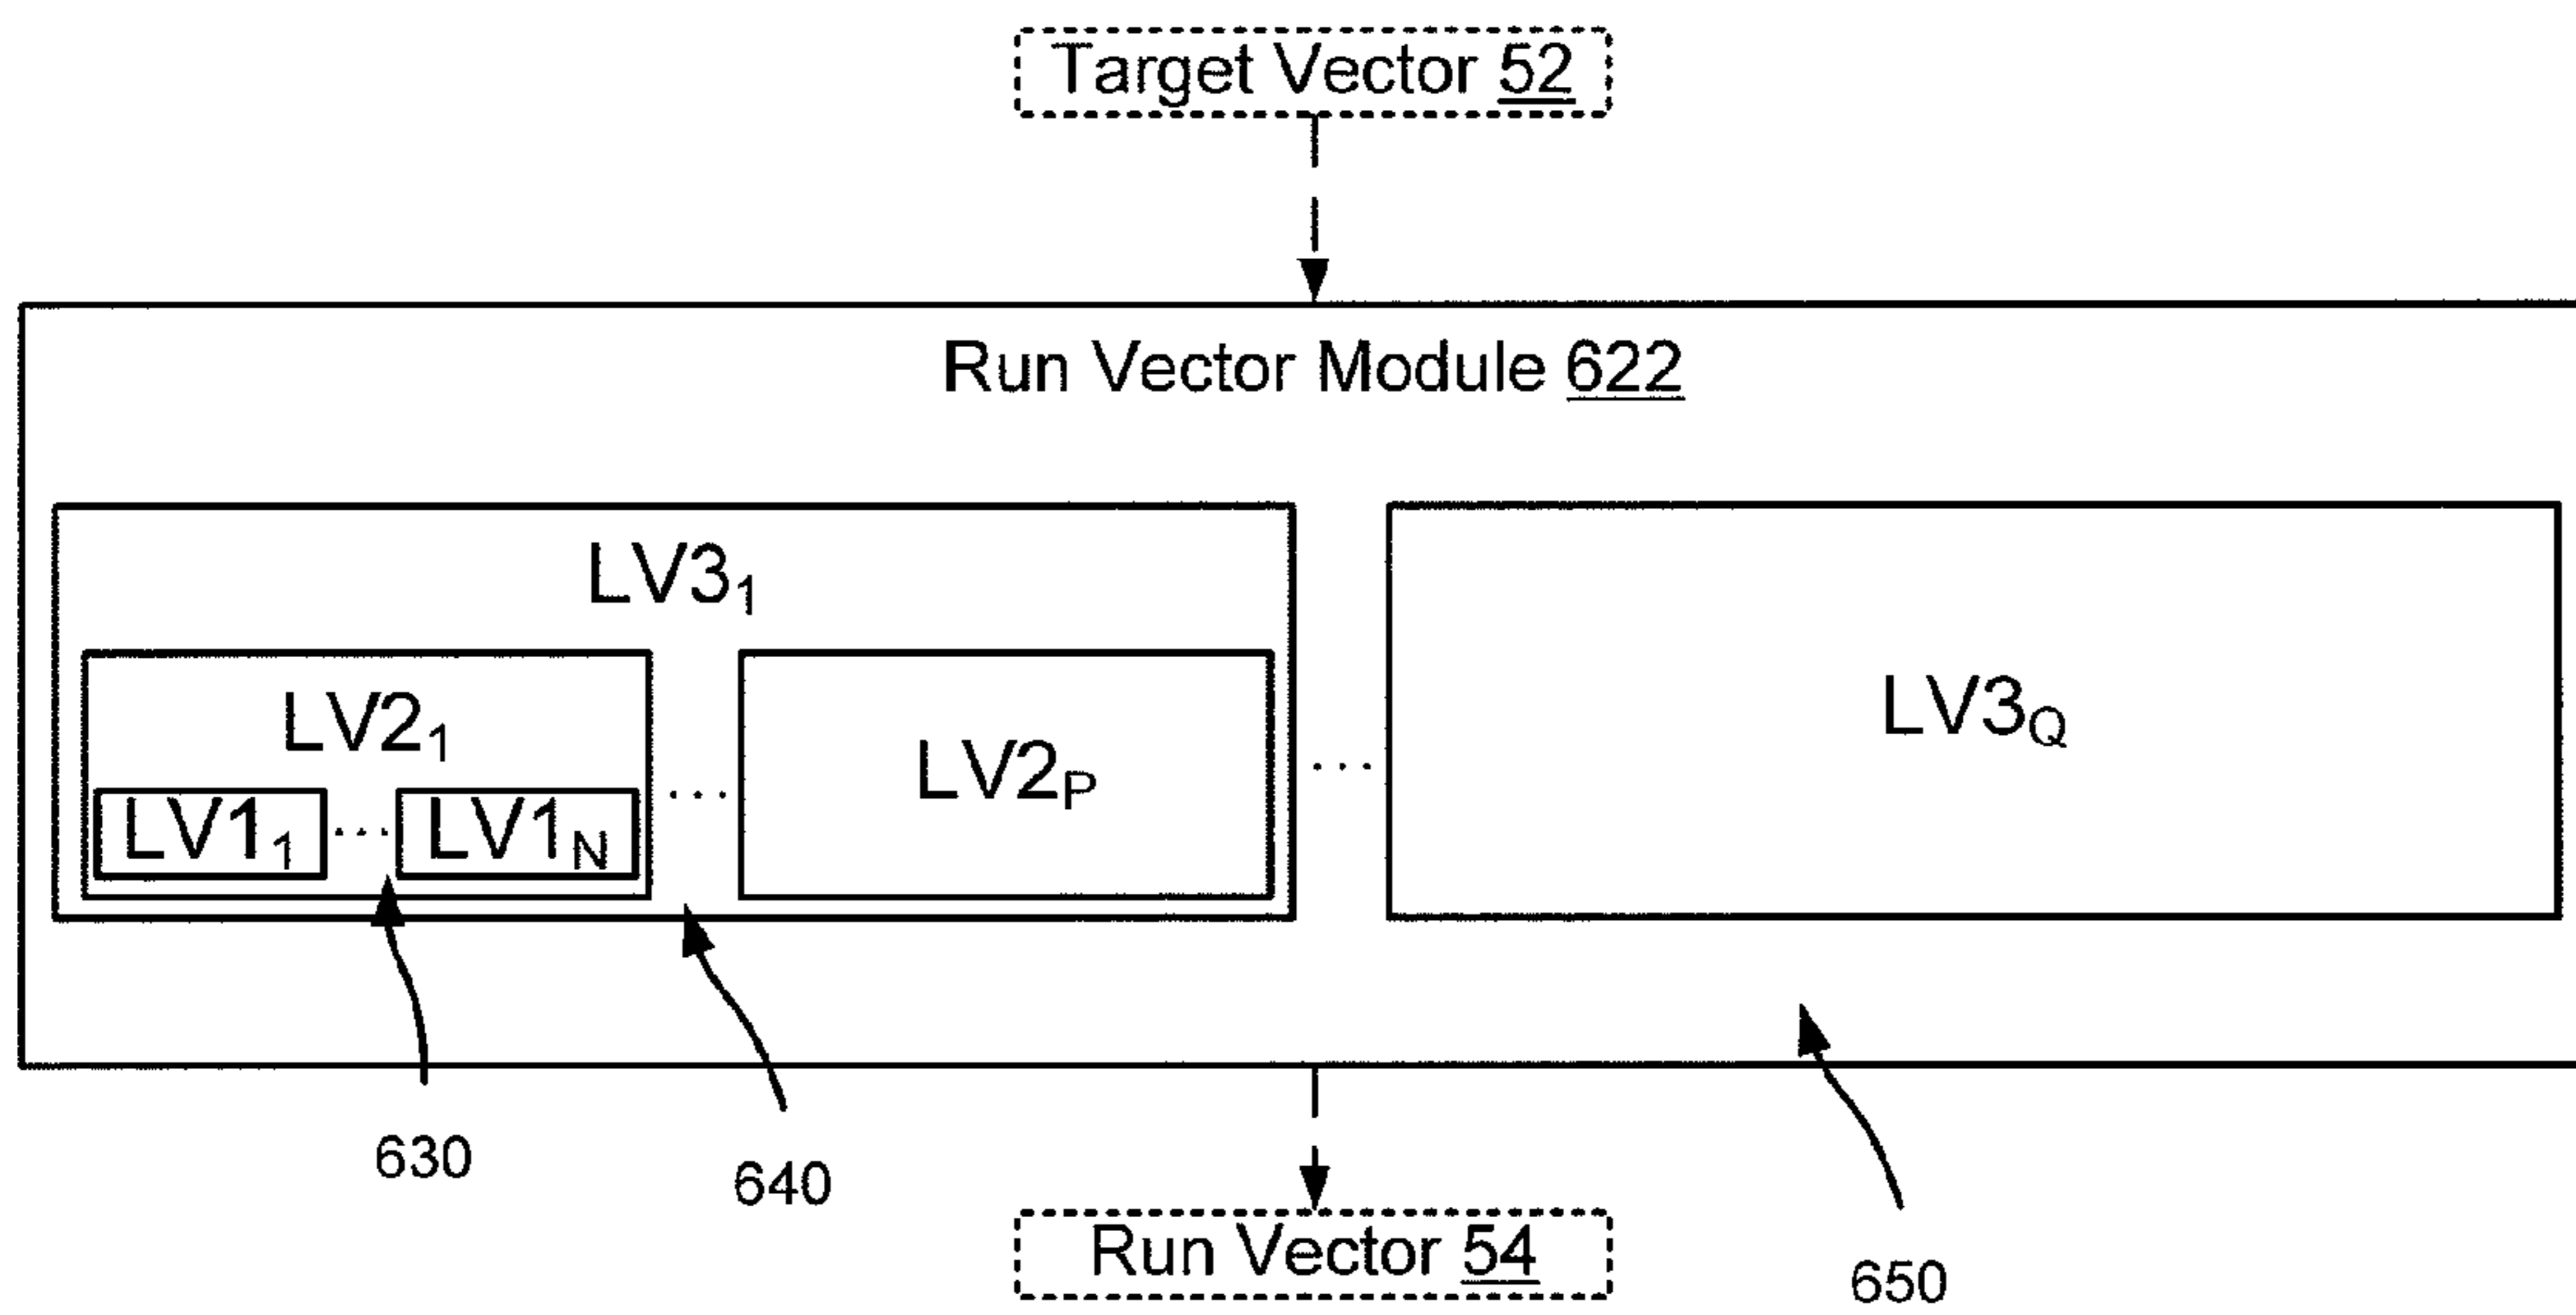 Target Vector 52
Run Vector Module 622
LV3₁
LV2₁
LV1₁ ... LV1N
...
LV2P
...
LV3Q
630
640
650
Run Vector 54